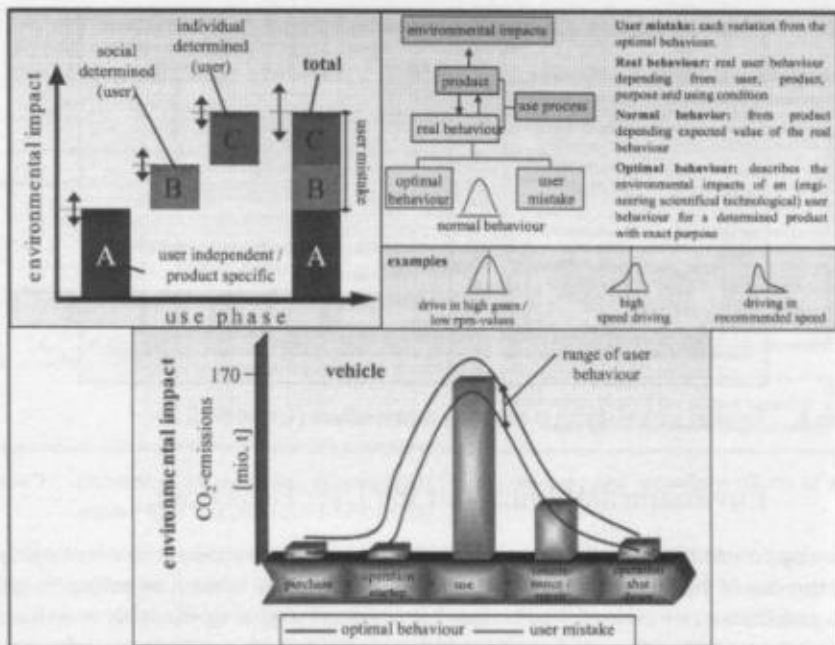 individual
determined
(user)
social
determined
(user)
total
environmental impact
C
C
B
B
A
A
user mistake
user independent /
product specific
use phase
environmental impacts
product
use process
real behaviour
optimal
behaviour
user
mistake
normal behaviour
User mistake: each variation from the
optimal behaviour.
Real behaviour: real user behaviour
depending from user, product,
purpose and using condition
Normal behavior: from product
depending expected value of the real
behaviour
Optimal behaviour: describes the
environmental impacts of an (engi-
neering scientifical technological) user
behaviour for a determined product
with exact purpose
examples
drive in high gears /
low rpm-values
high
speed driving
driving in
recommended speed
vehicle
range of user
behaviour
170
environmental impact
CO₂-emissions
[mio. t]
purchase
operation
startup
use
operation
shut
down
optimal behaviour
user mistake